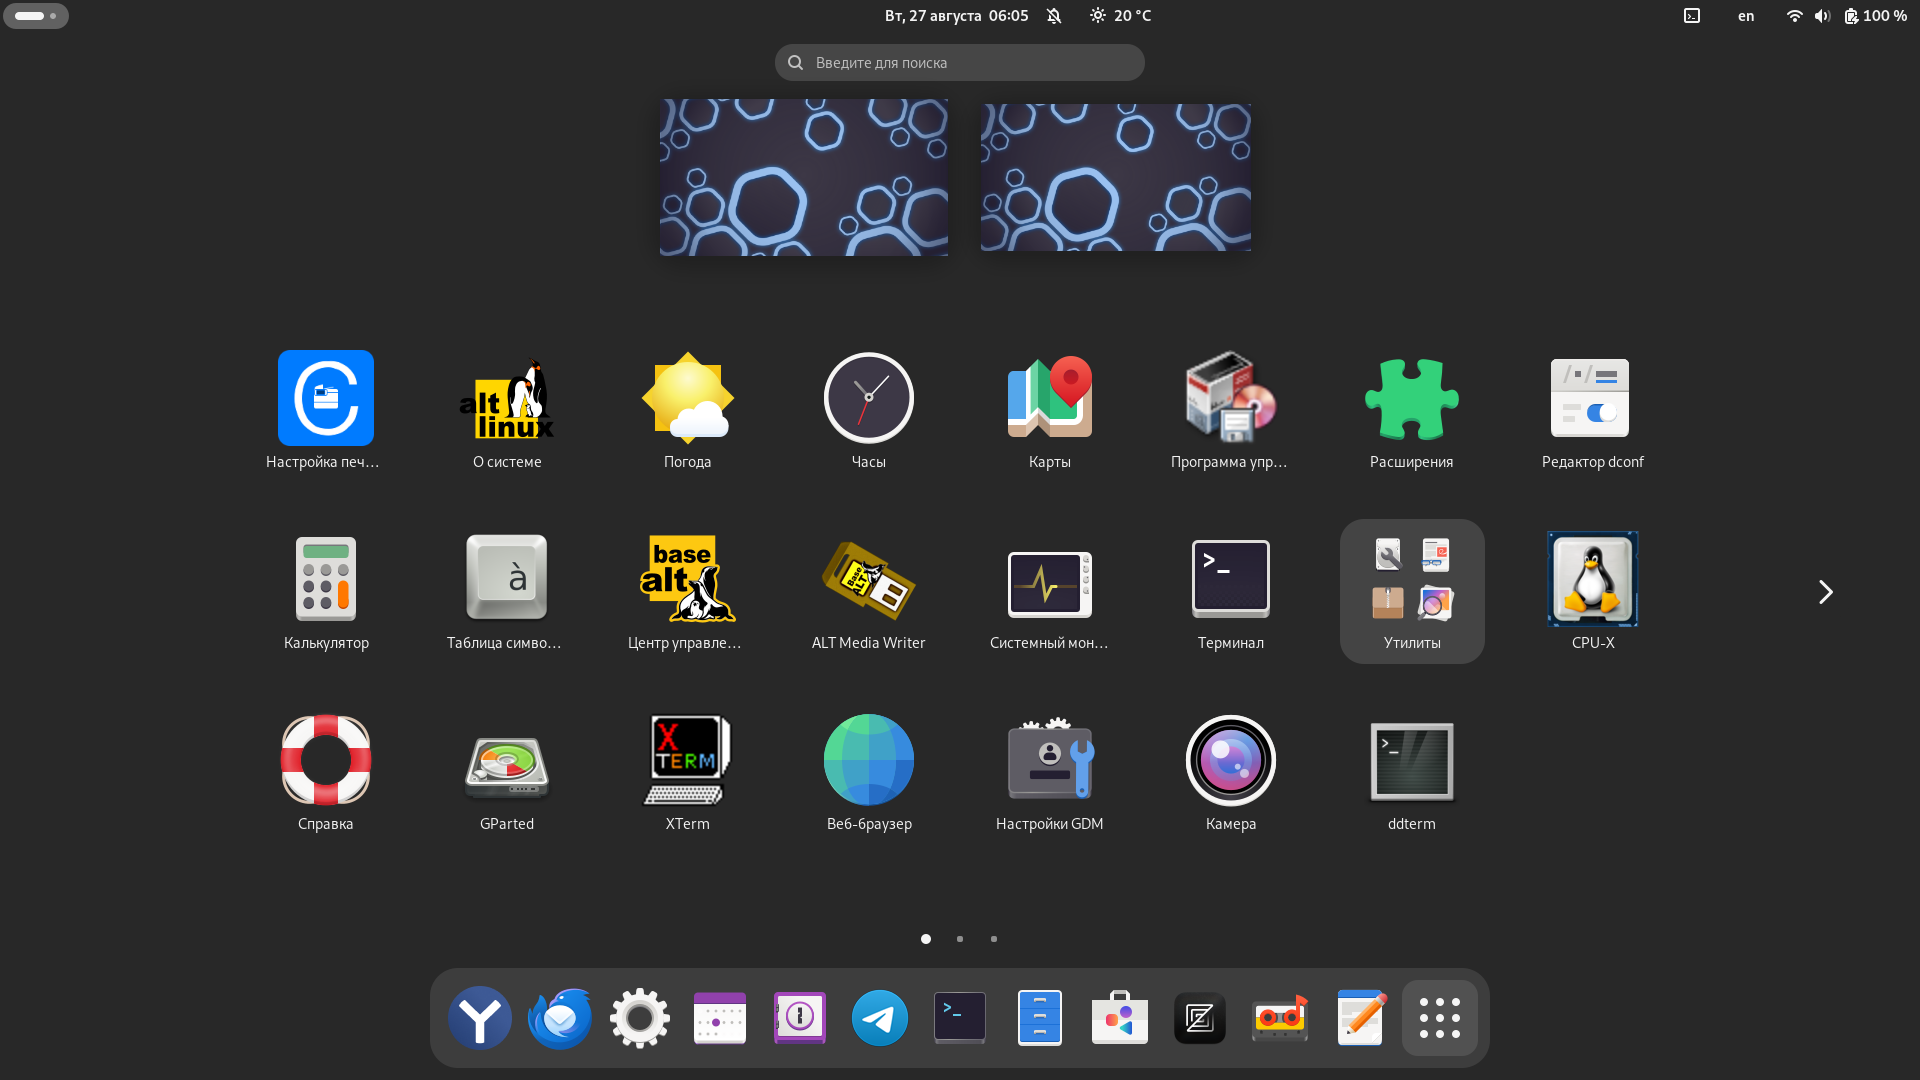 Вт, 27 августа 06:05
20 °C
en
100 %
Введите для поиска
Настройка печ...
alt linux
О системе
Погода
Часы
Карты
Программа упр...
Расширения
Редактор dconf
Калькулятор
à
Таблица симво...
base alt
Центр управле...
Base ALT
ALT Media Writer
Системный мон...
>_
Терминал
Утилиты
CPU-X
Справка
GParted
X TERM
XTerm
Веб-браузер
Настройки GDM
Камера
>_
ddterm
>_